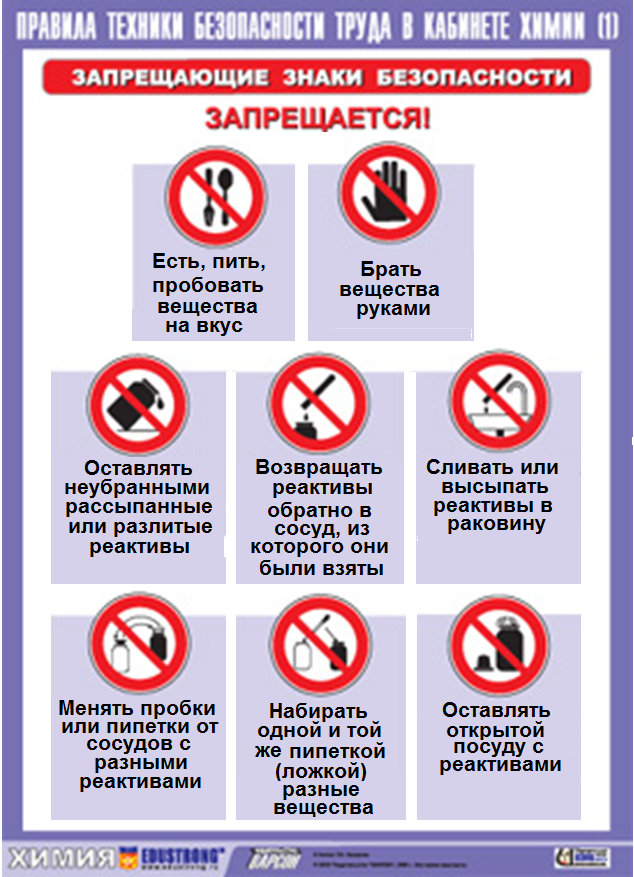 ПРАВИЛА ТЕХНИКИ БЕЗОПАСНОСТИ ТРУДА В КАБИНЕТЕ ХИМИИ (1)
ЗАПРЕЩАЮЩИЕ ЗНАКИ БЕЗОПАСНОСТИ
ЗАПРЕЩАЕТСЯ!
Есть, пить,
пробовать
вещества
на вкус
Брать
вещества
руками
Оставлять
неубранными
рассыпанные
или разлитые
реактивы
Возвращать
реактивы
обратно в
сосуд, из
которого они
были взяты
Сливать или
высыпать
реактивы в
раковину
Менять пробки
или пипетки от
сосудов с
разными
реактивами
Набирать
одной и той
же пипеткой
(ложкой)
разные
вещества
Оставлять
открытой
посуду с
реактивами
ХИМИЯ
EDUSTRONG
www.edustrong.ru